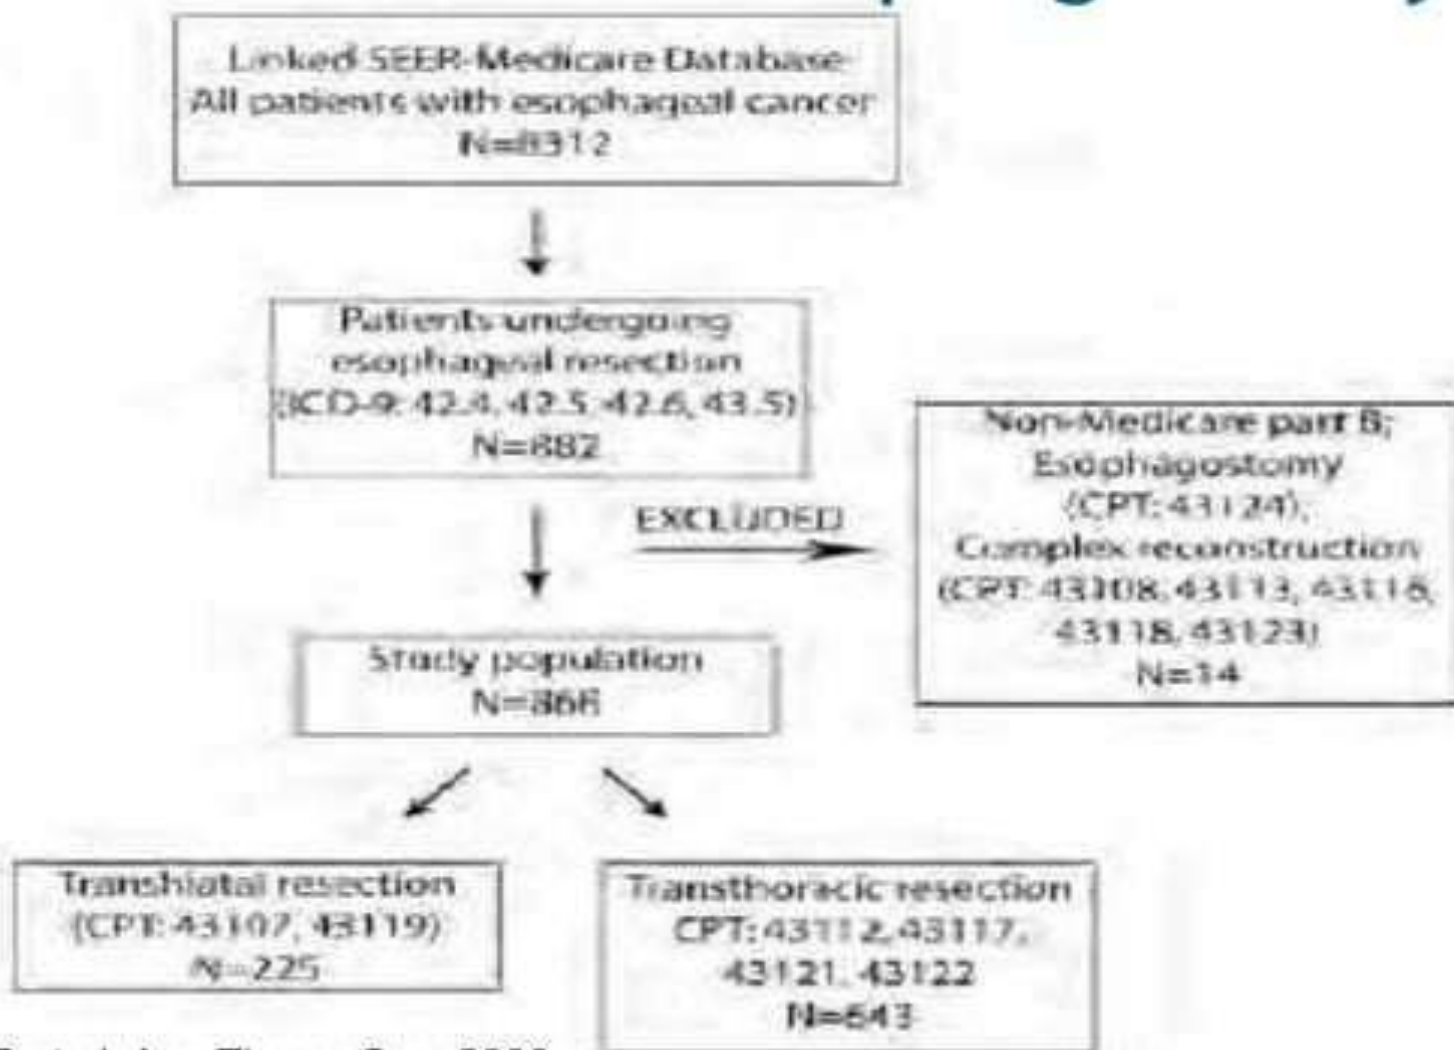 Linked SEER-Medicare Database
All patients with esophageal cancer
N=8312
Patients undergoing
esophageal resection
(ICD-9: 42.4, 42.5, 42.6, 43.5)
N=882
EXCLUDED
Non-Medicare part B;
Esophagostomy
(CPT: 43124);
Complex reconstruction
(CPT: 43108, 43113, 43116,
43118, 43123)
N=14
Study population
N=868
Transhiatal resection
(CPT: 43107, 43119)
N=225
Transthoracic resection
CPT: 43112, 43117,
43121, 43122
N=643